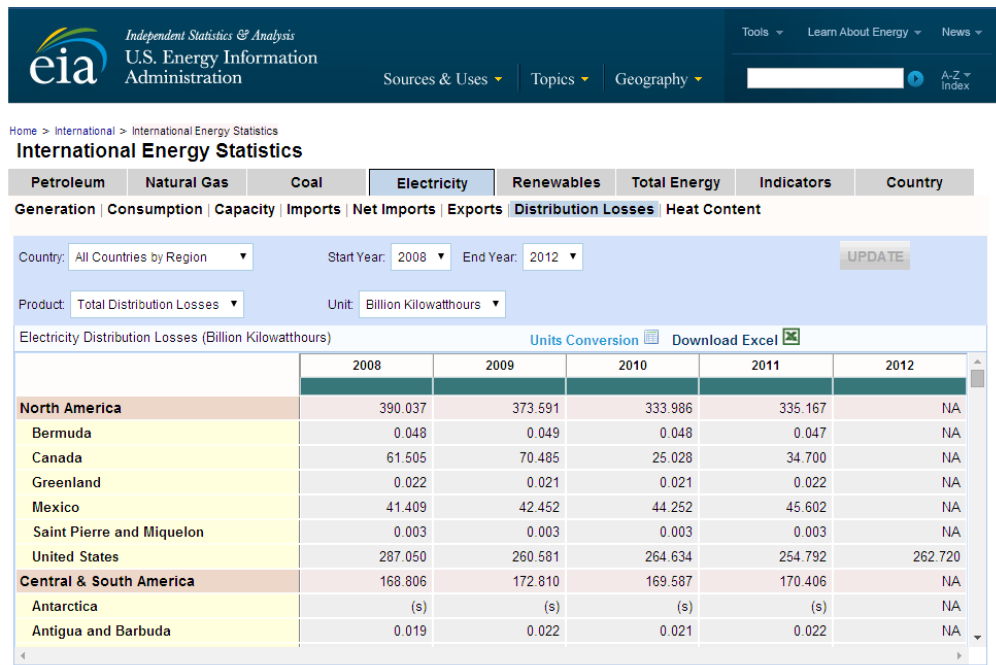 eia
Independent Statistics & Analysis
U.S. Energy Information
Administration
Sources & Uses Topics Geography
Tools Learn About Energy News
A-Z
Index
Home > International > International Energy Statistics
International Energy Statistics
Petroleum Natural Gas Coal Electricity Renewables Total Energy Indicators Country
Generation | Consumption | Capacity | Imports | Net Imports | Exports | Distribution Losses | Heat Content
Country: All Countries by Region Start Year: 2008 End Year: 2012 UPDATE
Product: Total Distribution Losses Unit: Billion Kilowatthours
Electricity Distribution Losses (Billion Kilowatthours) Units Conversion Download Excel
2008 2009 2010 2011 2012
North America 390.037 373.591 333.986 335.167 NA
Bermuda 0.048 0.049 0.048 0.047 NA
Canada 61.505 70.485 25.028 34.700 NA
Greenland 0.022 0.021 0.021 0.022 NA
Mexico 41.409 42.452 44.252 45.602 NA
Saint Pierre and Miquelon 0.003 0.003 0.003 0.003 NA
United States 287.050 260.581 264.634 254.792 262.720
Central & South America 168.806 172.810 169.587 170.406 NA
Antarctica (s) (s) (s) (s) NA
Antigua and Barbuda 0.019 0.022 0.021 0.022 NA